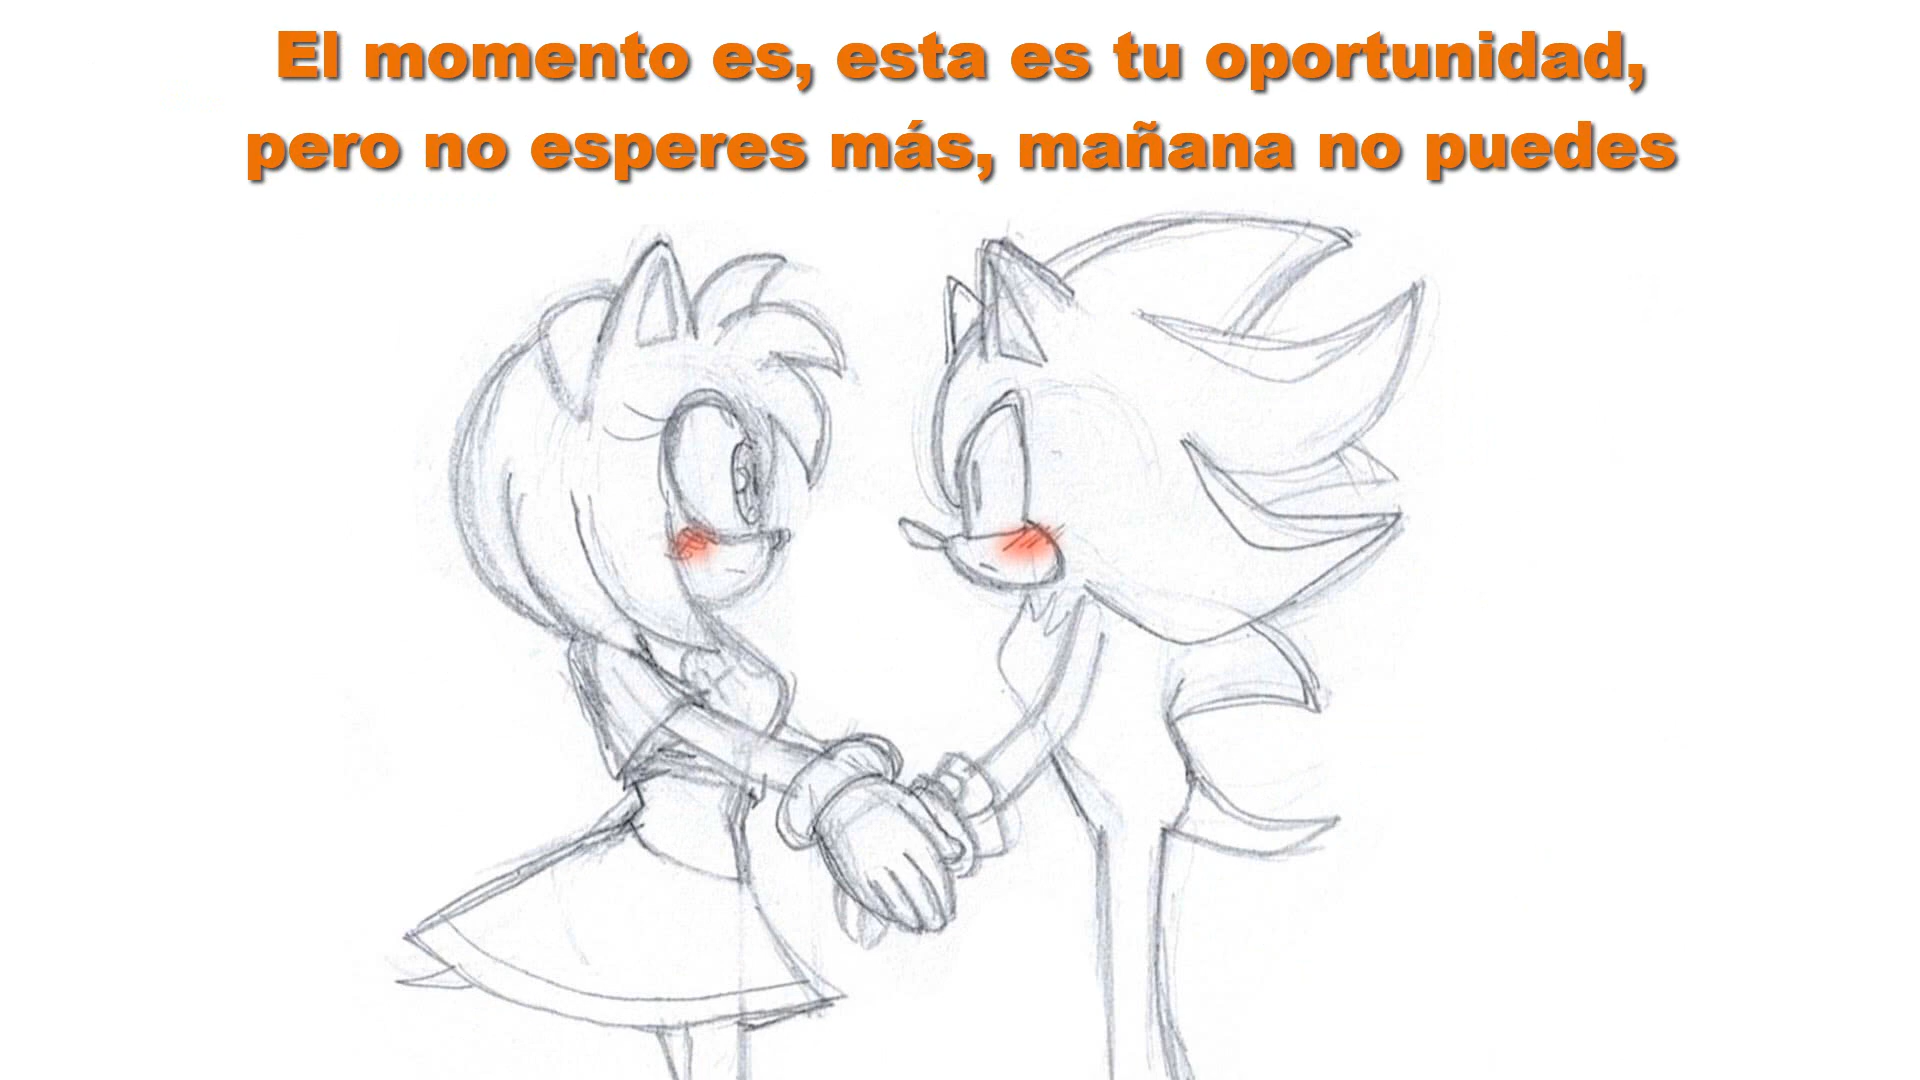 El momento es, esta es tu oportunidad,
pero no esperes más, mañana no puedes